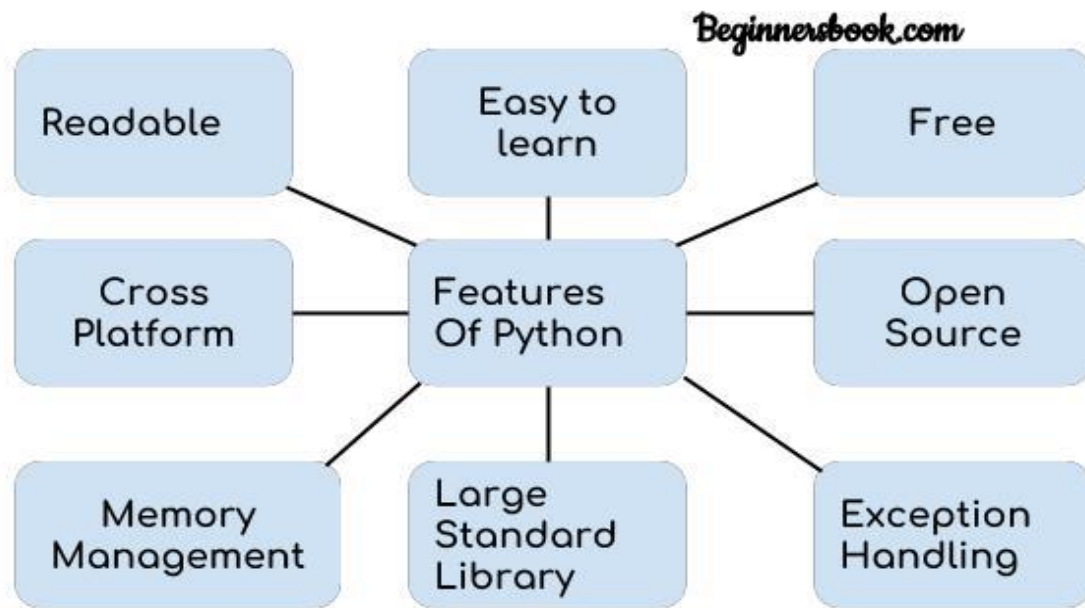 Beginnersbook.com
Readable
Easy to
learn
Free
Cross
Platform
Features
Of Python
Open
Source
Memory
Management
Large
Standard
Library
Exception
Handling